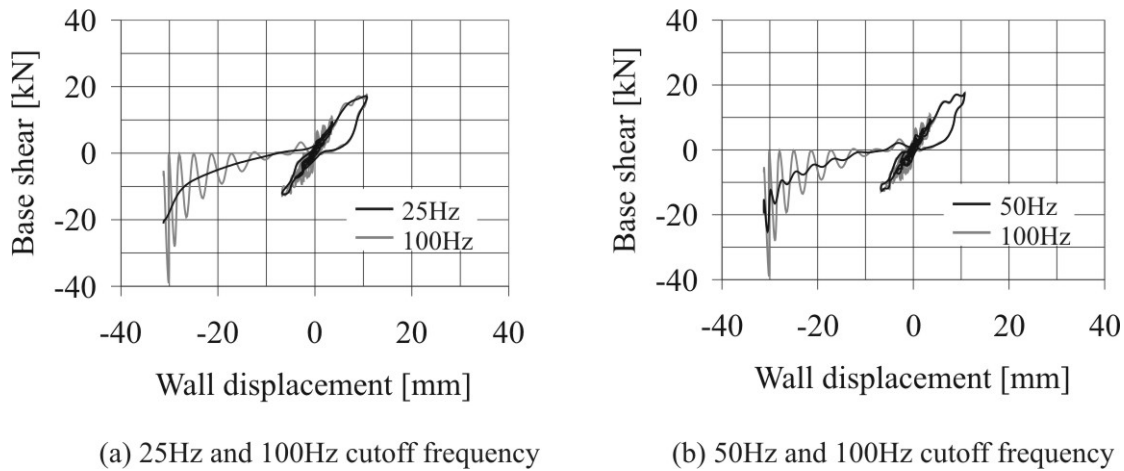 Base shear [kN]
40
20
0
-20
-40
25Hz
100Hz
-40 -20 0 20 40
Wall displacement [mm]
(a) 25Hz and 100Hz cutoff frequency
Base shear [kN]
40
20
0
-20
-40
50Hz
100Hz
-40 -20 0 20 40
Wall displacement [mm]
(b) 50Hz and 100Hz cutoff frequency